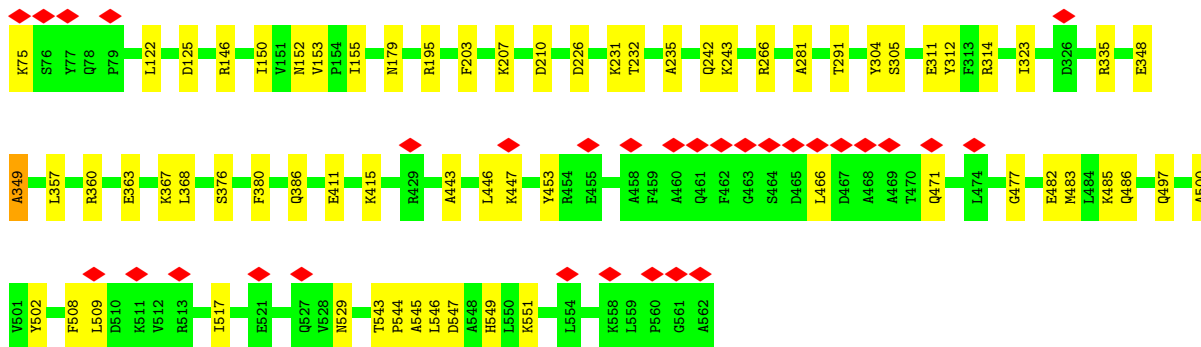 K75 S76 Y77 Q78 P79 L122 D125 R146 I150 V151 N152 V153 P154 I155 N179 R195 F203 K207 D210 D226 K231 T232 A235 Q242 K243 R266 A281 T291 Y304 S305 E311 Y312 F313 R314 I323 D326 R335 E348
A349 L357 R360 E363 K367 L368 S376 F380 Q386 E411 K415 R429 A443 L446 K447 Y453 R454 E455 A458 F459 A460 Q461 F462 G463 S464 D465 L466 D467 A468 A469 T470 Q471 L474 G477 E482 M483 L484 K485 Q486 Q497 A500
V501 Y502 F508 L509 D510 K511 V512 R513 I517 E521 Q527 V528 N529 T543 P544 A545 L546 D547 A548 H549 L550 K551 L554 K558 L559 P560 G561 A562